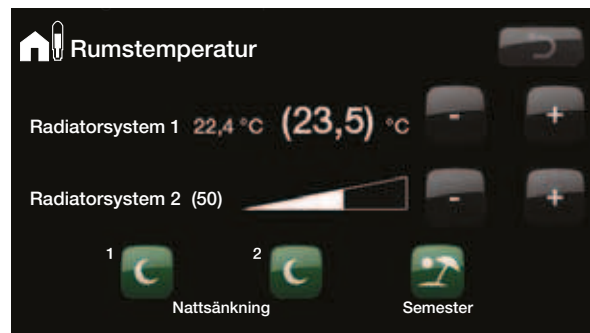 Rumstemperatur
Radiatorsystem 1 22,4 °C (23,5) °C - +
Radiatorsystem 2 (50) - +
1 2
Nattsänkning Semester